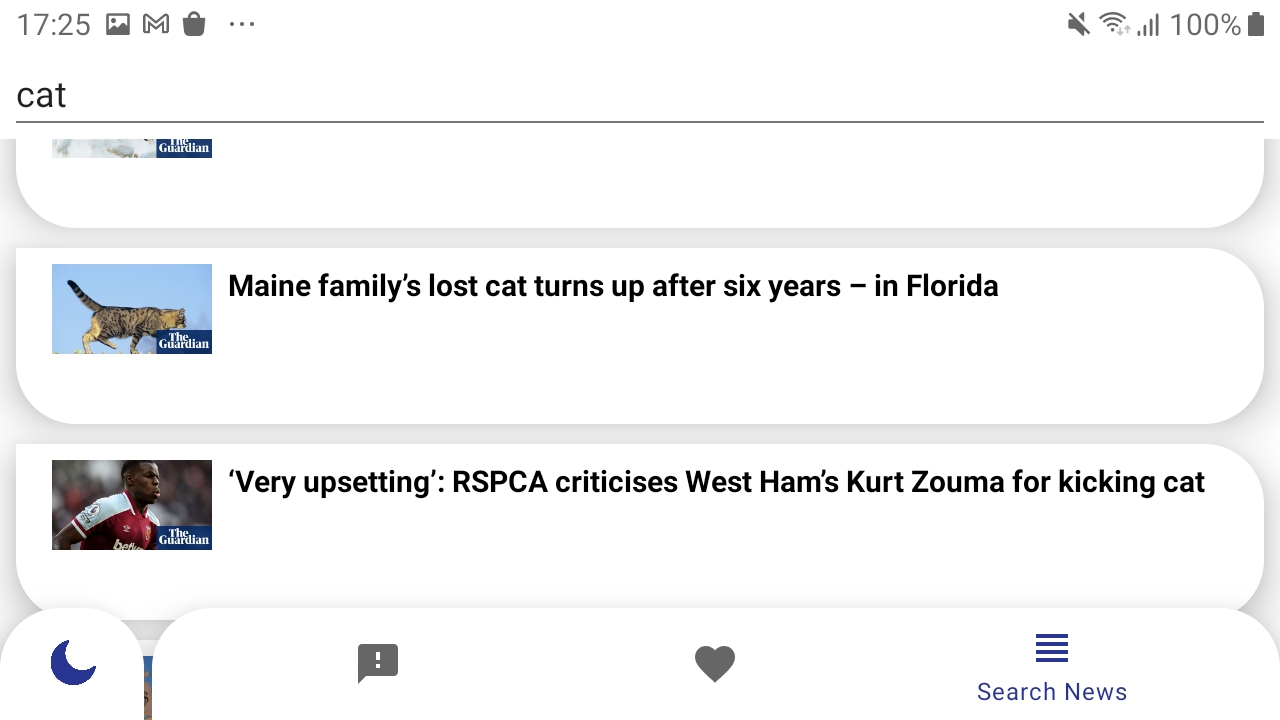 17:25
100%
cat
The
Guardian
Maine family’s lost cat turns up after six years – in Florida
The
Guardian
‘Very upsetting’: RSPCA criticises West Ham’s Kurt Zouma for kicking cat
The
Guardian
Search News